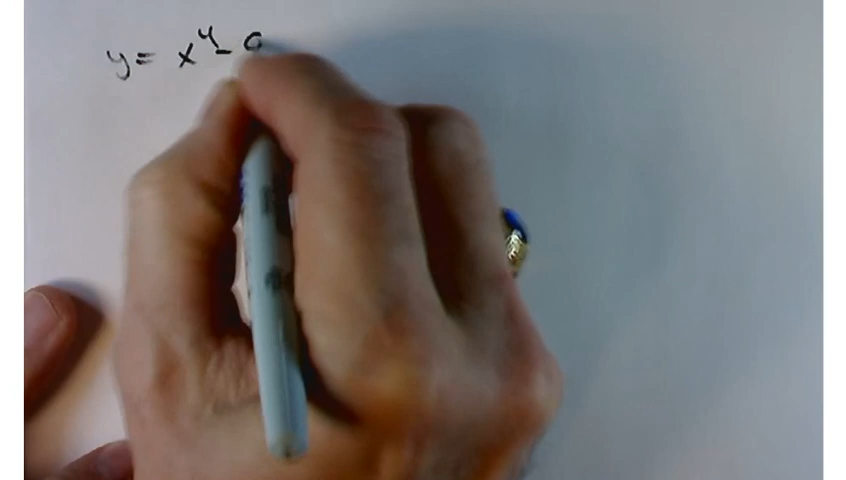 y = x⁴ -